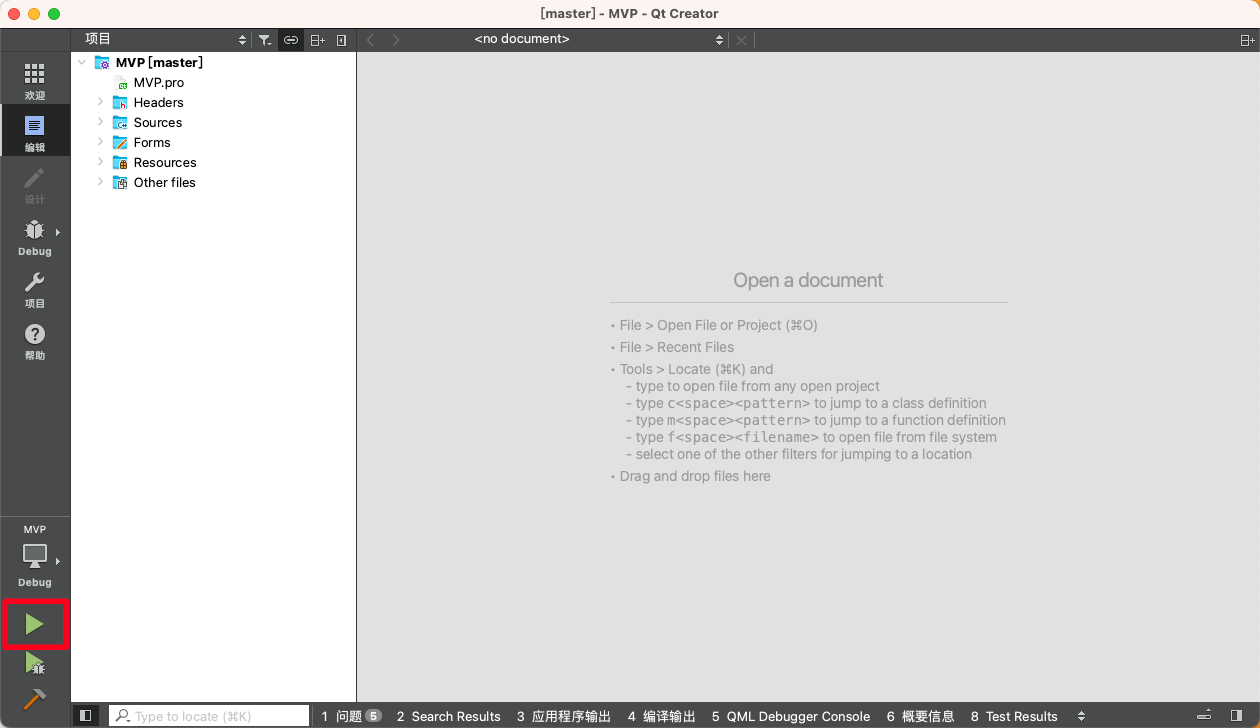 [master] - MVP - Qt Creator
项目
<no document>
欢迎
编辑
设计
Debug
项目
帮助
MVP
Debug
MVP [master]
MVP.pro
Headers
Sources
Forms
Resources
Other files
Open a document
• File > Open File or Project (⌘O)
• File > Recent Files
• Tools > Locate (⌘K) and
- type to open file from any open project
- type c<space><pattern> to jump to a class definition
- type m<space><pattern> to jump to a function definition
- type f<space><filename> to open file from file system
- select one of the other filters for jumping to a location
• Drag and drop files here
Type to locate (⌘K) 1 问题 5 2 Search Results 3 应用程序输出 4 编译输出 5 QML Debugger Console 6 概要信息 8 Test Results